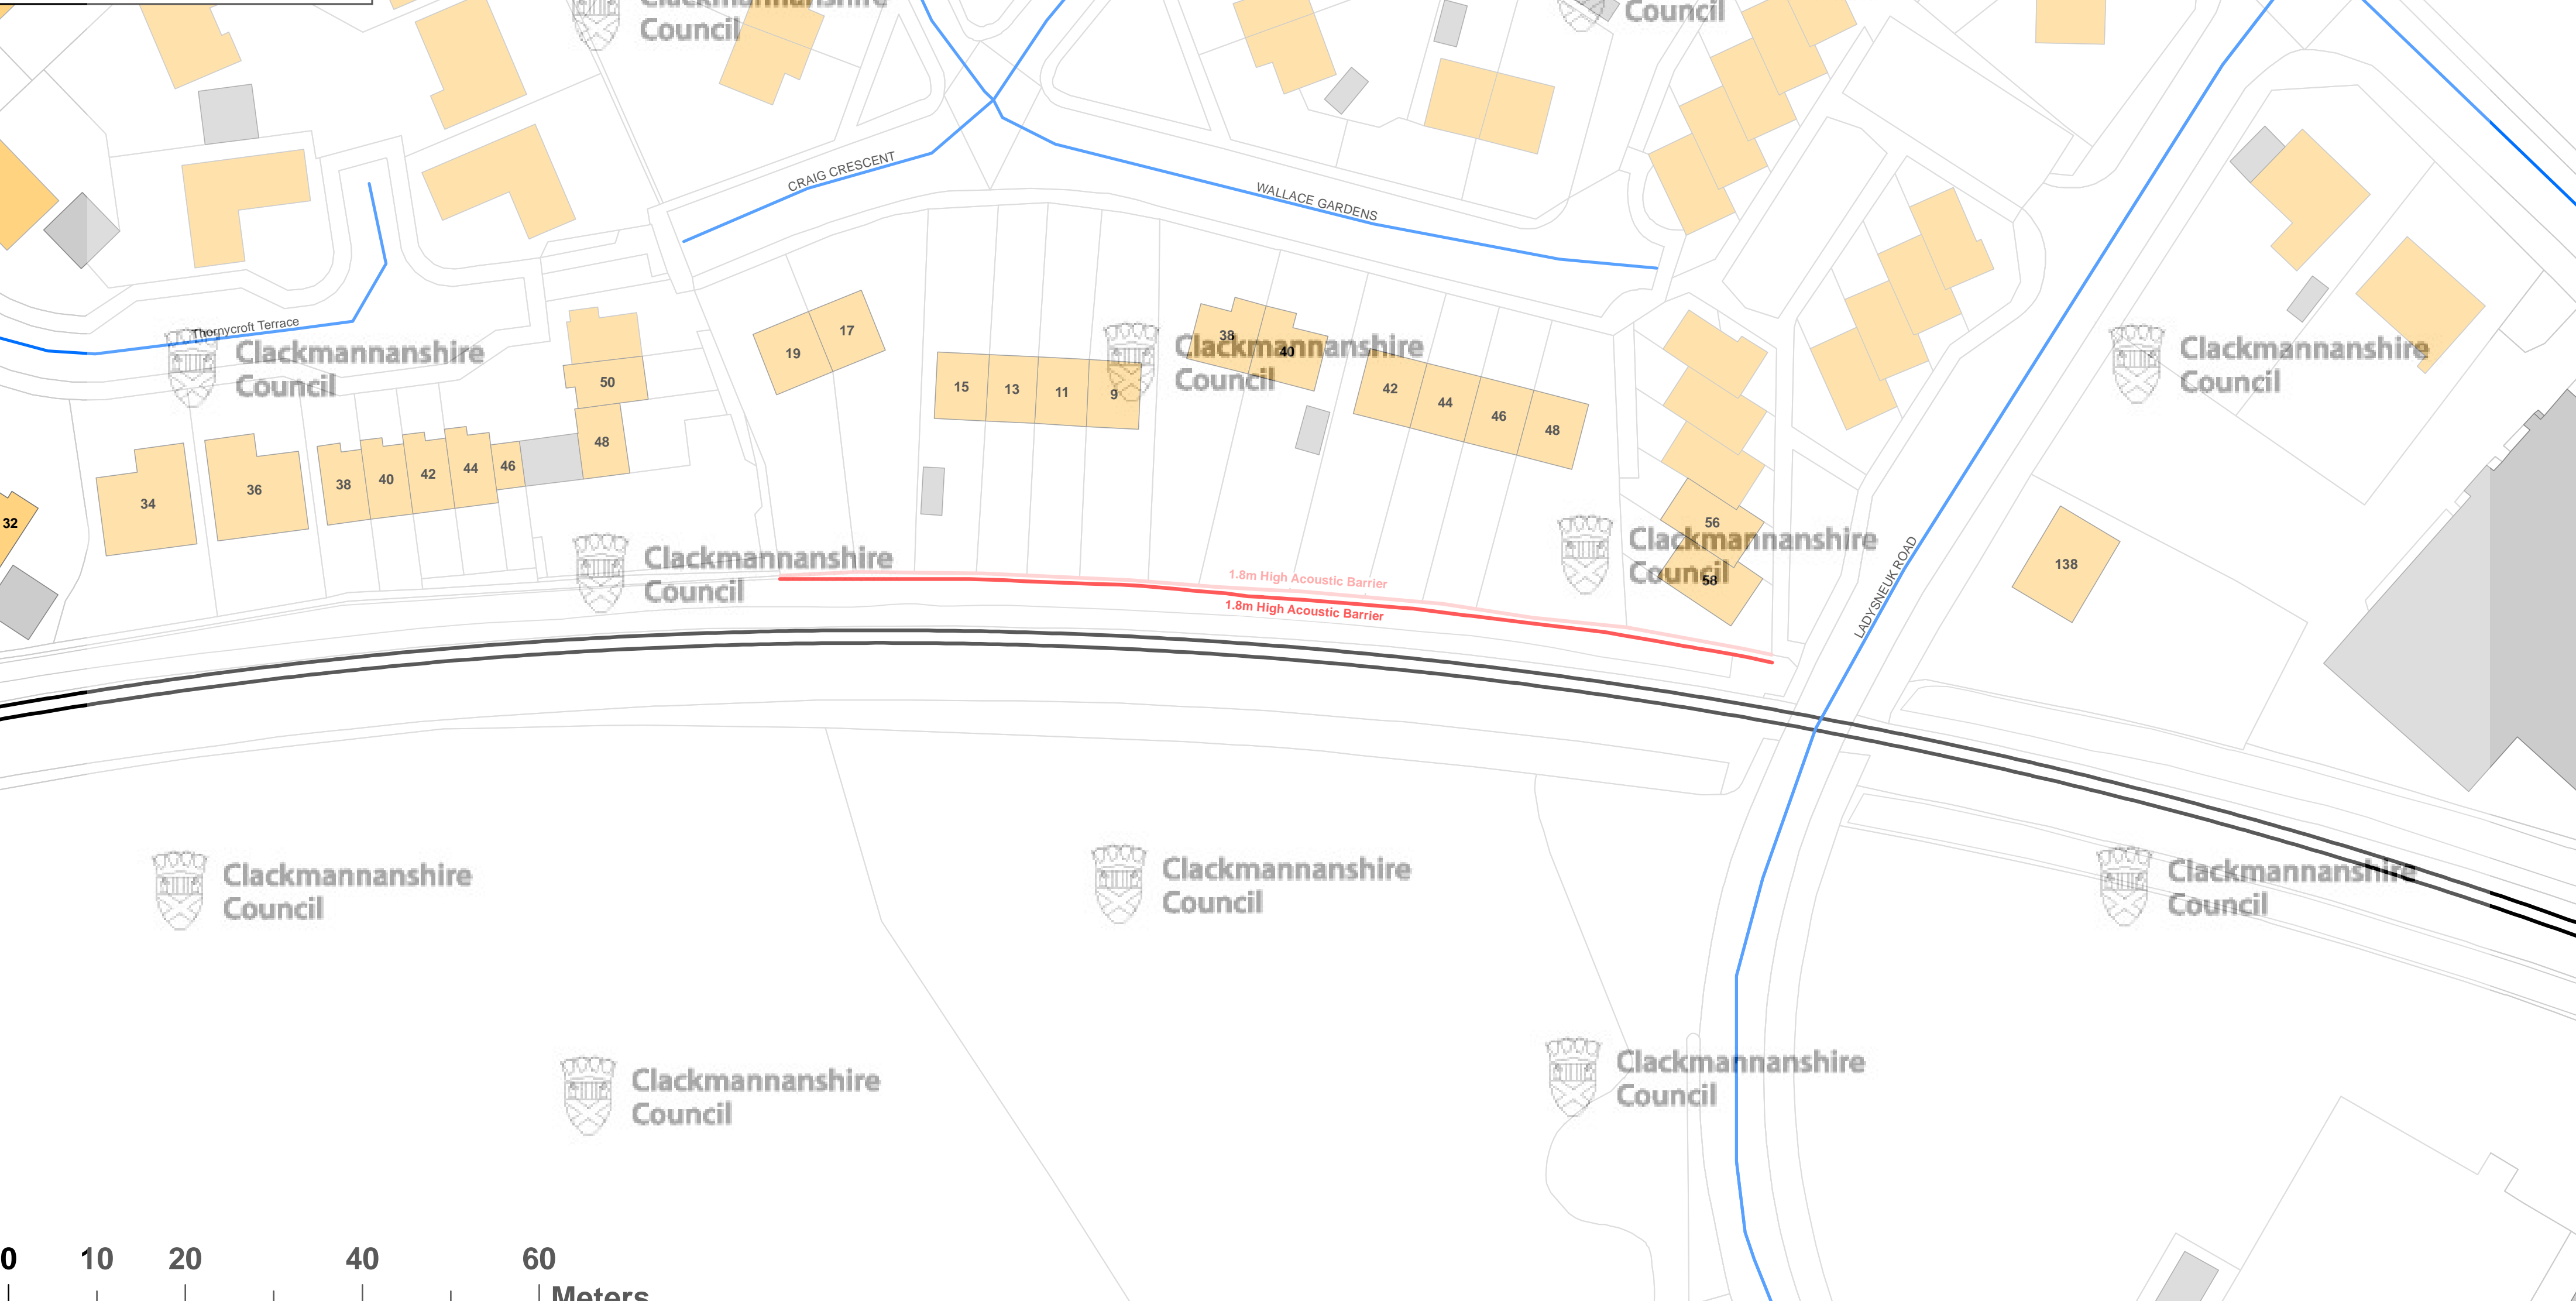 Clackmannanshire
Council
Council
CRAIG CRESCENT
WALLACE GARDENS
Thornycroft Terrace
Clackmannanshire
Council
19
17
38
40
Clackmannanshire
Council
Clackmannanshire
Council
50
15
13
11
9
42
44
46
48
48
34
36
38
40
42
44
46
32
56
58
Clackmannanshire
Council
Clackmannanshire
Council
138
LADYSNEUK ROAD
1.8m High Acoustic Barrier
1.8m High Acoustic Barrier
Clackmannanshire
Council
Clackmannanshire
Council
Clackmannanshire
Council
Clackmannanshire
Council
Clackmannanshire
Council
0 10 20 40 60
Meters